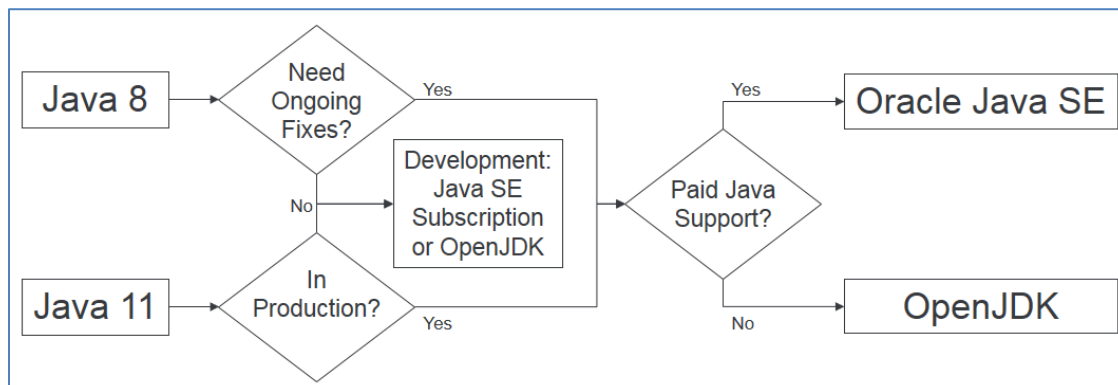 Java 8
Need
Ongoing
Fixes?
Yes
No
Development:
Java SE
Subscription
or OpenJDK
Java 11
In
Production?
Yes
Paid Java
Support?
Yes
Oracle Java SE
No
OpenJDK